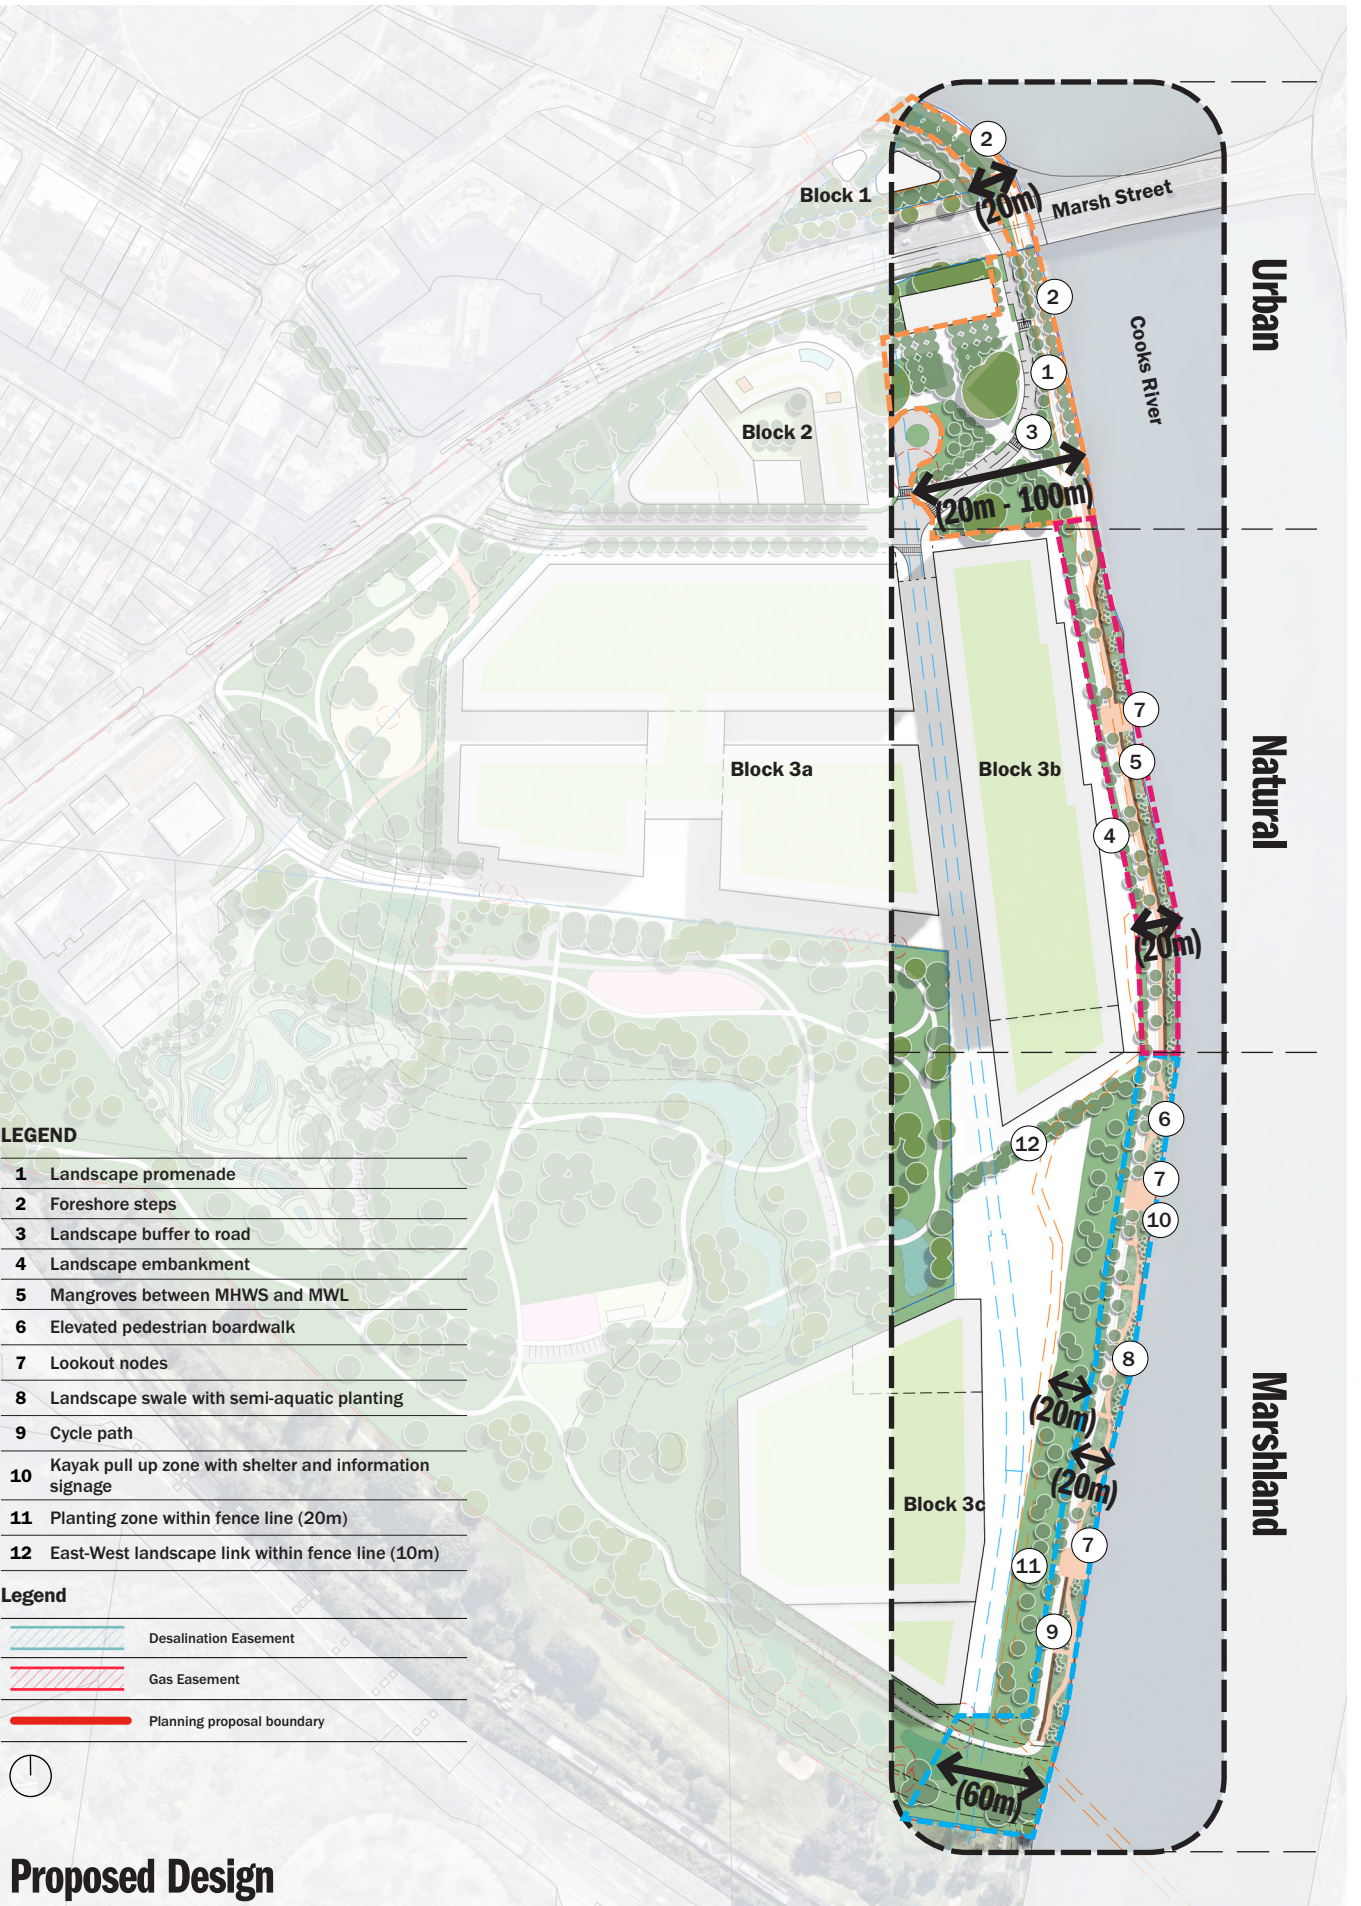 2
Block 1
(20m)
Marsh Street
Urban
2
Cooks River
1
Block 2
3
(20m - 100m)
7
Natural
5
Block 3a
Block 3b
4
(20m)
6
12
7
10
LEGEND
1 Landscape promenade
2 Foreshore steps
3 Landscape buffer to road
4 Landscape embankment
5 Mangroves between MHWS and MWL
6 Elevated pedestrian boardwalk
7 Lookout nodes
8 Landscape swale with semi-aquatic planting
9 Cycle path
10 Kayak pull up zone with shelter and information
signage
11 Planting zone within fence line (20m)
12 East-West landscape link within fence line (10m)
8
Marshland
(20m)
(20m)
Block 3c
7
11
9
Legend
Desalination Easement
Gas Easement
Planning proposal boundary
(60m)
Proposed Design